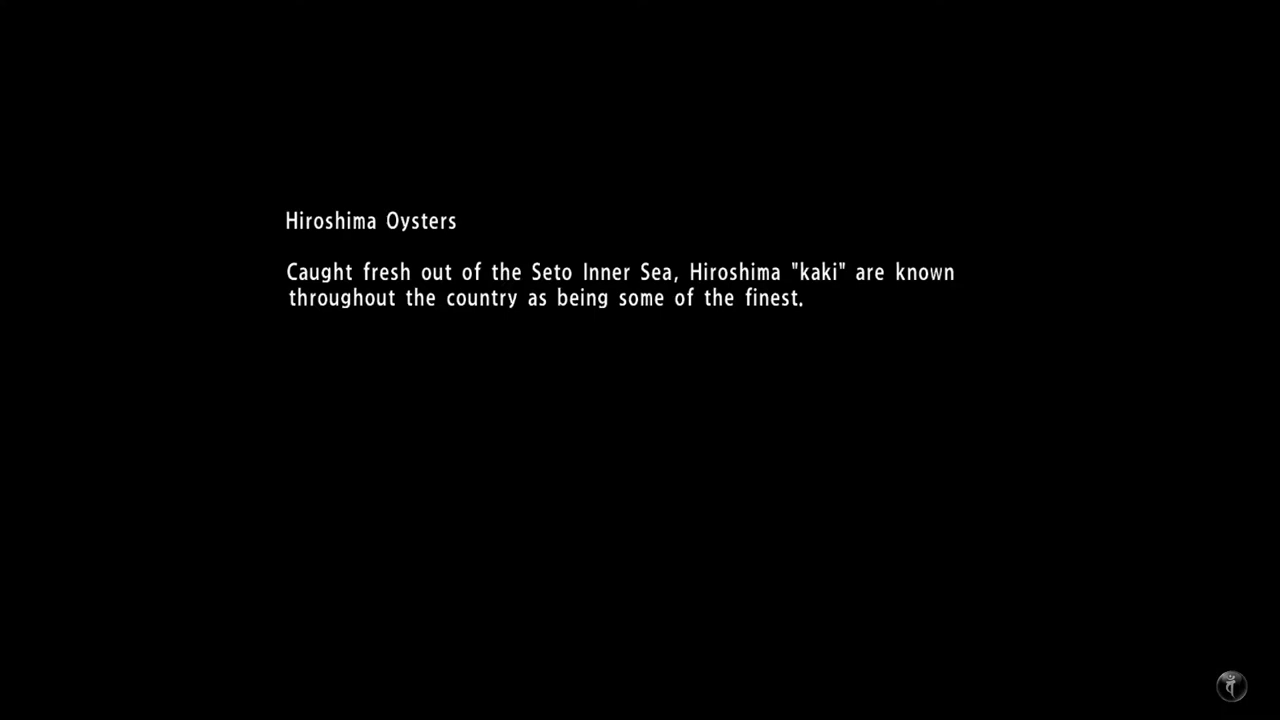 Hiroshima Oysters
Caught fresh out of the Seto Inner Sea, Hiroshima "kaki" are known
throughout the country as being some of the finest.